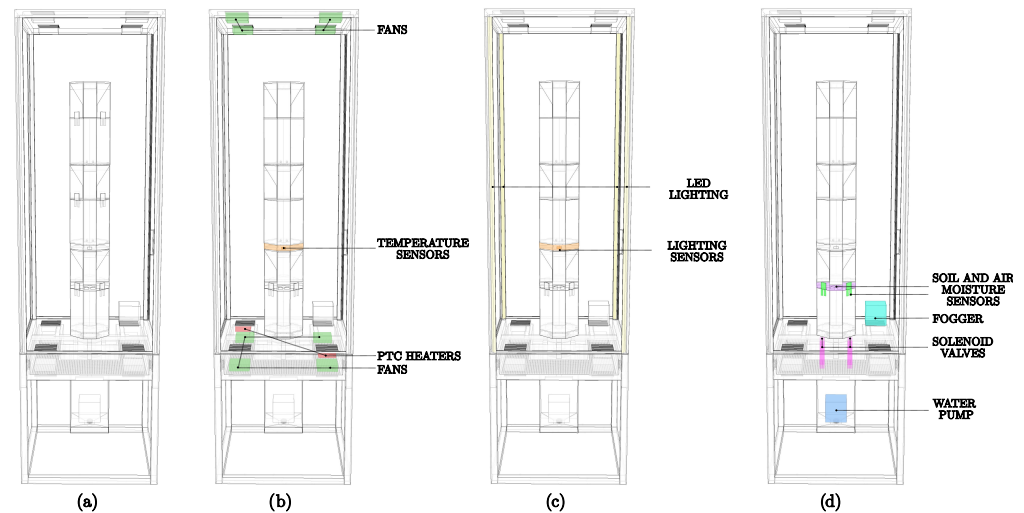 FANS
TEMPERATURE
SENSORS
PTC HEATERS
FANS
LED
LIGHTING
LIGHTING
SENSORS
SOIL AND AIR
MOISTURE
SENSORS
FOGGER
SOLENOID
VALVES
WATER
PUMP
(a)
(b)
(c)
(d)